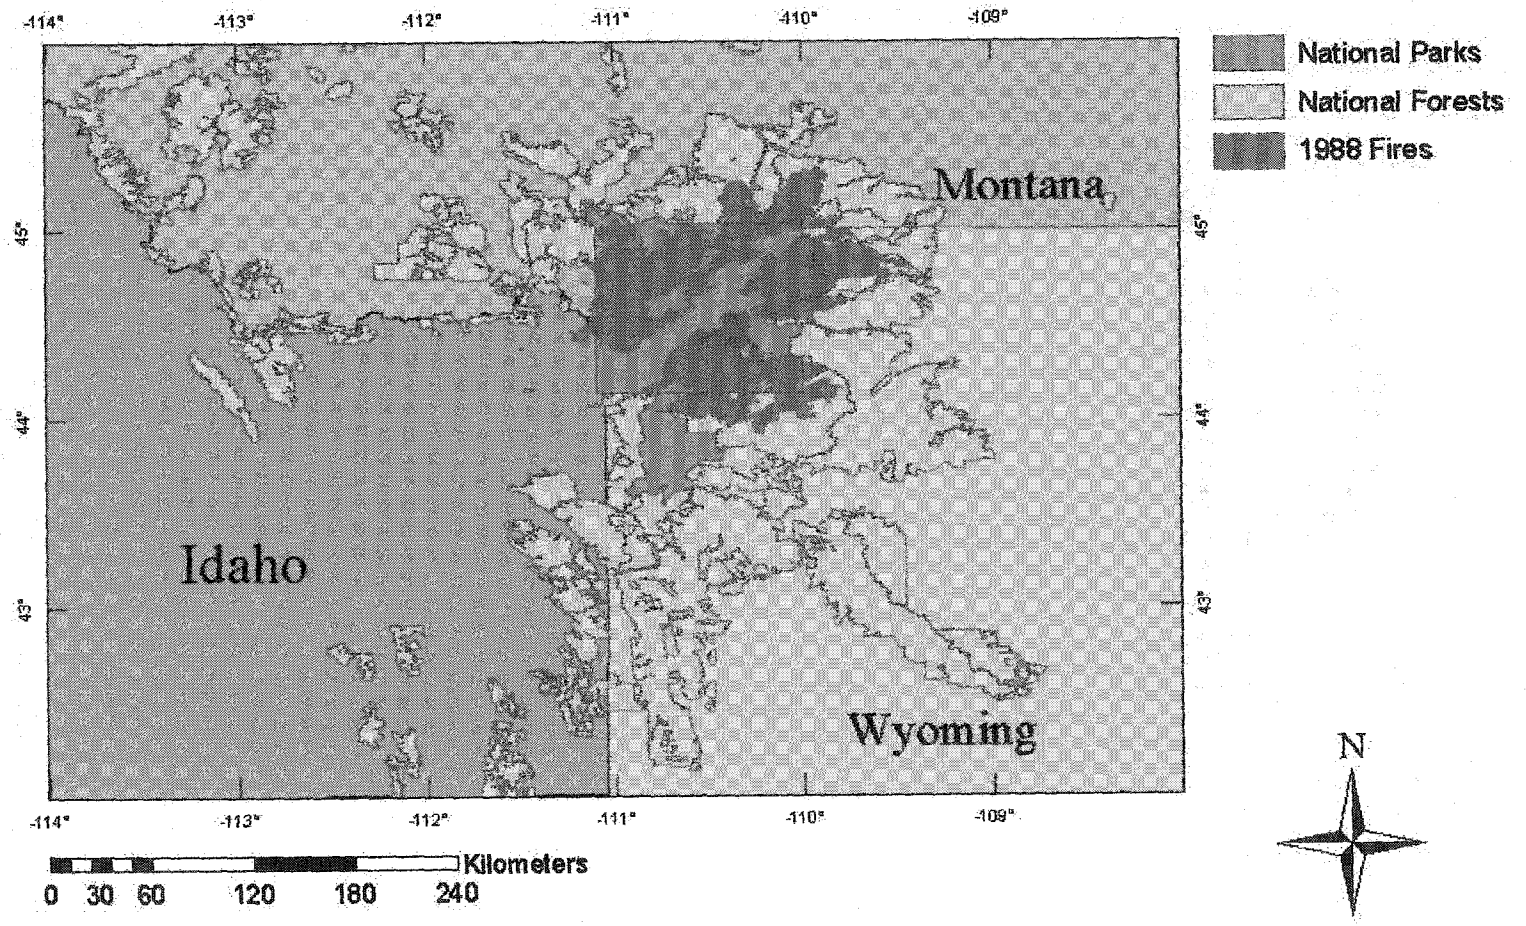 -114° -113° -112° -111° -110° -109°
National Parks
National Forests
1988 Fires
Montana
45° 45°
44° 44°
Idaho
43° 43°
Wyoming
N
-114° -113° -112° -111° -110° -109°
Kilometers
0 30 60 120 180 240